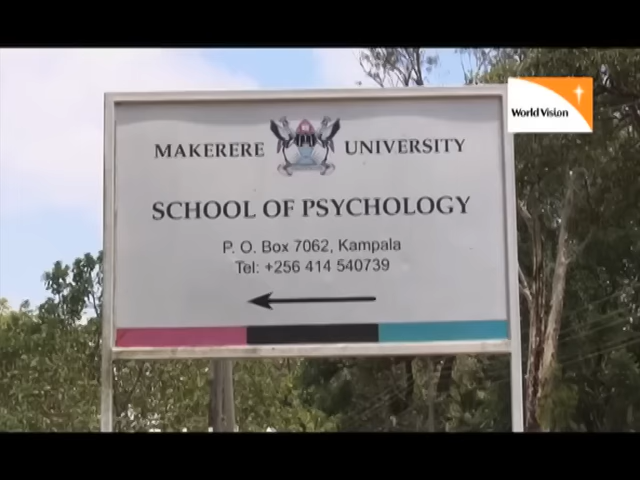 World Vision
MAKERERE UNIVERSITY
SCHOOL OF PSYCHOLOGY
P. O. Box 7062, Kampala
Tel: +256 414 540739